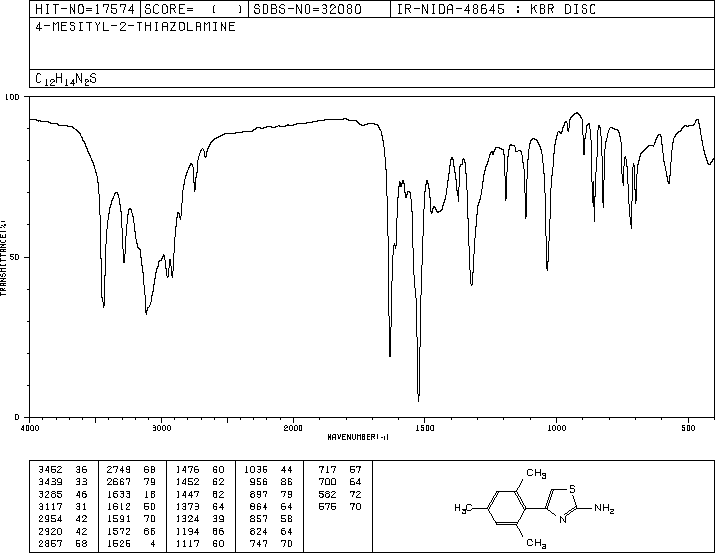 HIT-NO=17574 SCORE= ( ) SDBS-NO=32080 IR-NIDA-48645 : KBR DISC
4-MESITYL-2-THIAZOLAMINE
C12H14N2S
100
50
0
TRANSMITTANCE(%)
4000 3000 2000 1500 1000 500
WAVENUMBER(-1)
3452 36 2749 68 1476 60 1036 44 717 57
3439 33 2667 79 1452 62 956 86 700 64
3285 46 1633 18 1447 62 897 79 582 72
3117 31 1612 50 1379 64 864 64 575 70
2954 42 1591 70 1324 39 857 58
2920 42 1572 66 1194 66 824 64
2867 58 1526 4 1117 60 747 70
CH3
S
H3C
N
NH2
CH3